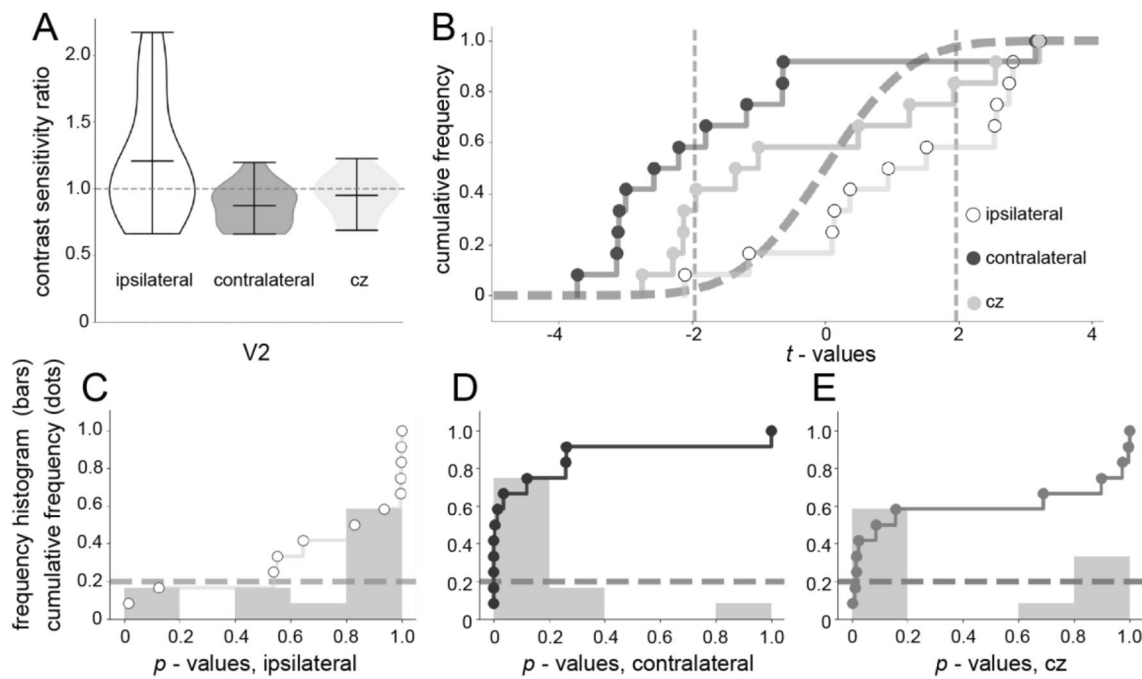 A
contrast sensitivity ratio
2.0
1.5
1.0
0.5
0
ipsilateral contralateral cz
V2
B
cumulative frequency
1.0
0.8
0.6
0.4
0.2
0
-4 -2 0 2 4
t - values
ipsilateral
contralateral
cz
C
frequency histogram (bars)
cumulative frequency (dots)
1.0
0.8
0.6
0.4
0.2
0
0 0.2 0.4 0.6 0.8 1.0
p - values, ipsilateral
D
1.0
0.8
0.6
0.4
0.2
0
0 0.2 0.4 0.6 0.8 1.0
p - values, contralateral
E
1.0
0.8
0.6
0.4
0.2
0
0 0.2 0.4 0.6 0.8 1.0
p - values, cz